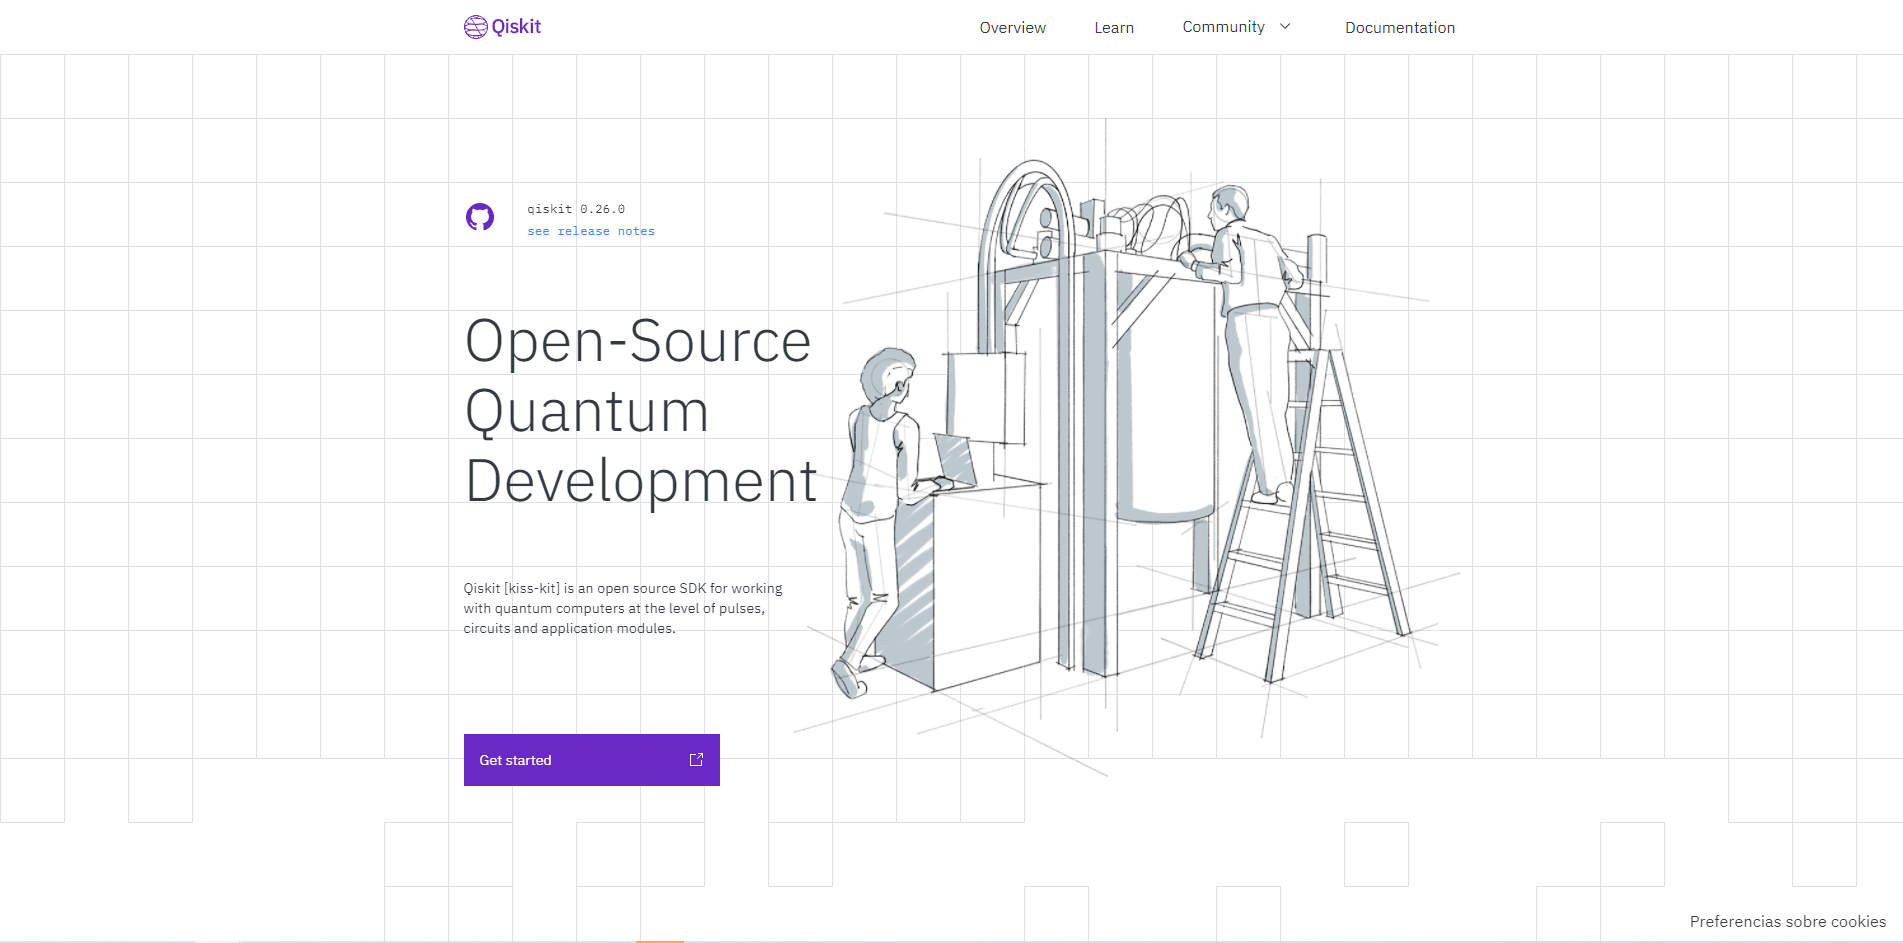 Qiskit
Overview
Learn
Community
Documentation
qiskit 0.26.0
see release notes
Open-Source
Quantum
Development
Qiskit [kiss-kit] is an open source SDK for working
with quantum computers at the level of pulses,
circuits and application modules.
Get started
Preferencias sobre cookies